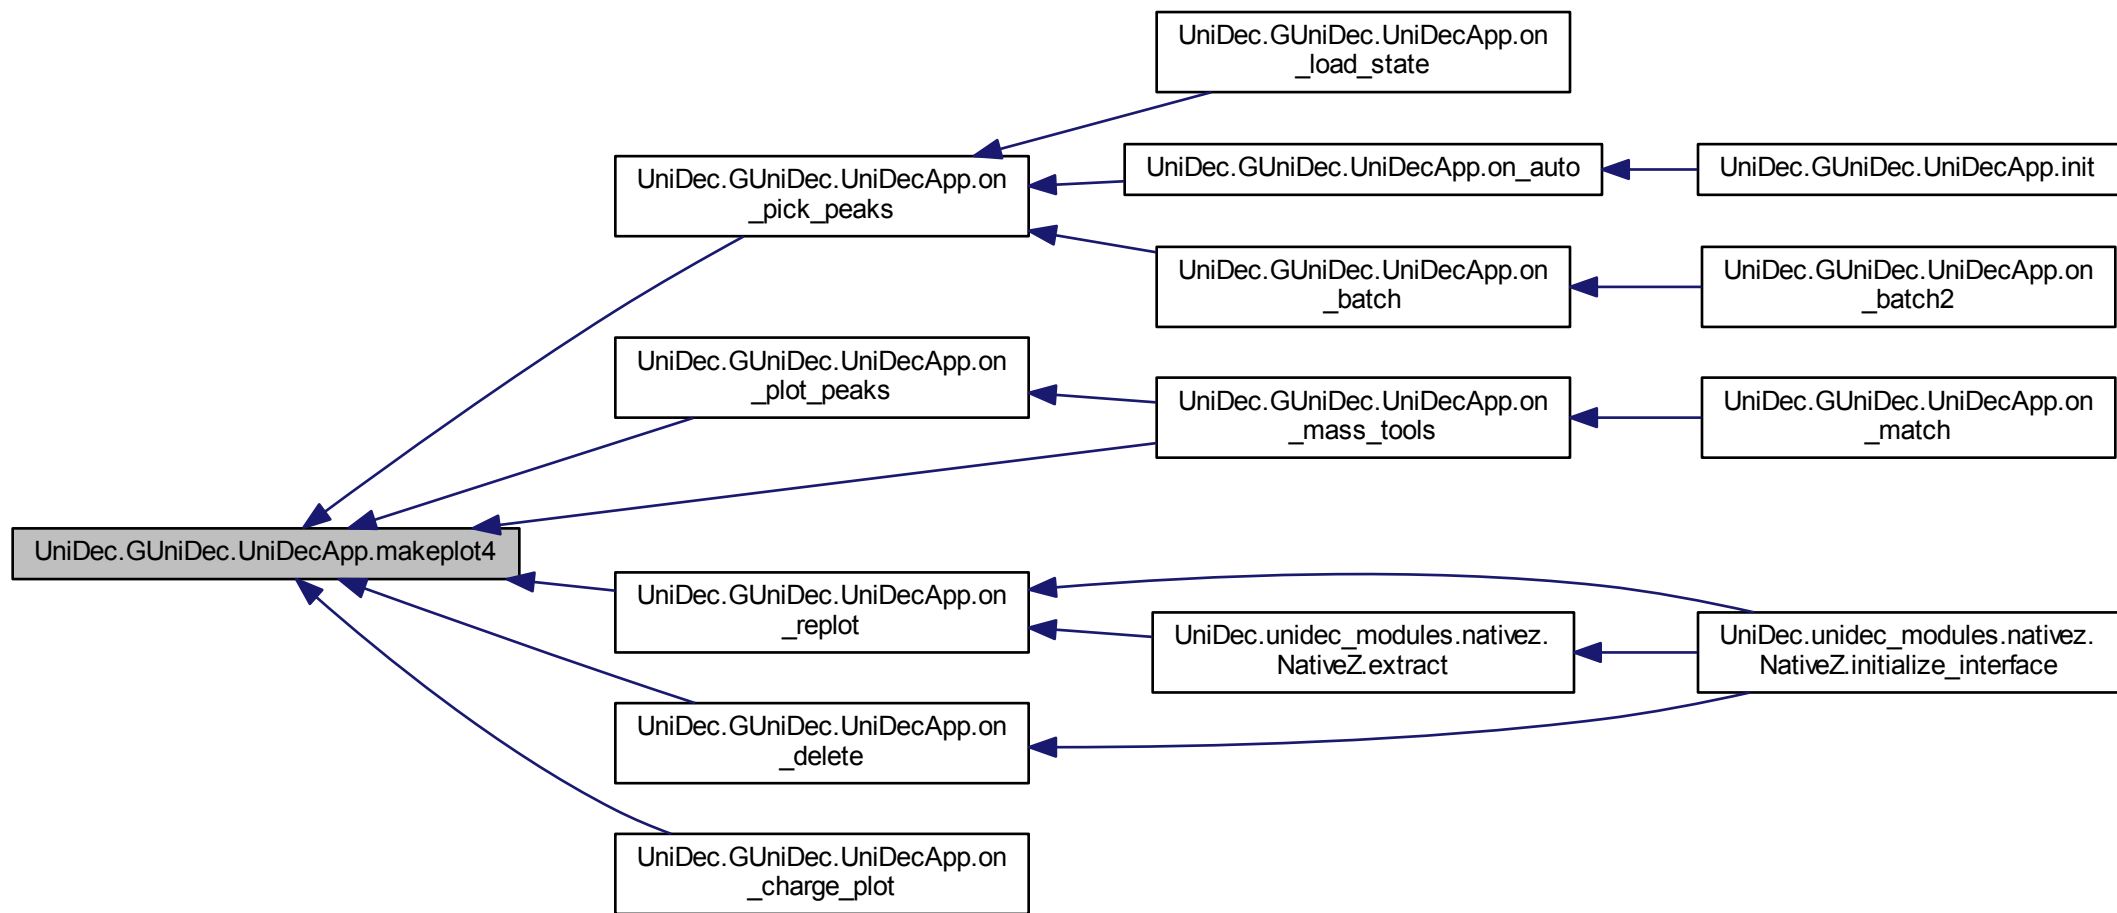 UniDec.GUniDec.UniDecApp.on
_load_state
UniDec.GUniDec.UniDecApp.on
_pick_peaks
UniDec.GUniDec.UniDecApp.on_auto
UniDec.GUniDec.UniDecApp.init
UniDec.GUniDec.UniDecApp.on
_batch
UniDec.GUniDec.UniDecApp.on
_batch2
UniDec.GUniDec.UniDecApp.on
_plot_peaks
UniDec.GUniDec.UniDecApp.on
_mass_tools
UniDec.GUniDec.UniDecApp.on
_match
UniDec.GUniDec.UniDecApp.makeplot4
UniDec.GUniDec.UniDecApp.on
_replot
UniDec.unidec_modules.nativez.
NativeZ.extract
UniDec.unidec_modules.nativez.
NativeZ.initialize_interface
UniDec.GUniDec.UniDecApp.on
_delete
UniDec.GUniDec.UniDecApp.on
_charge_plot